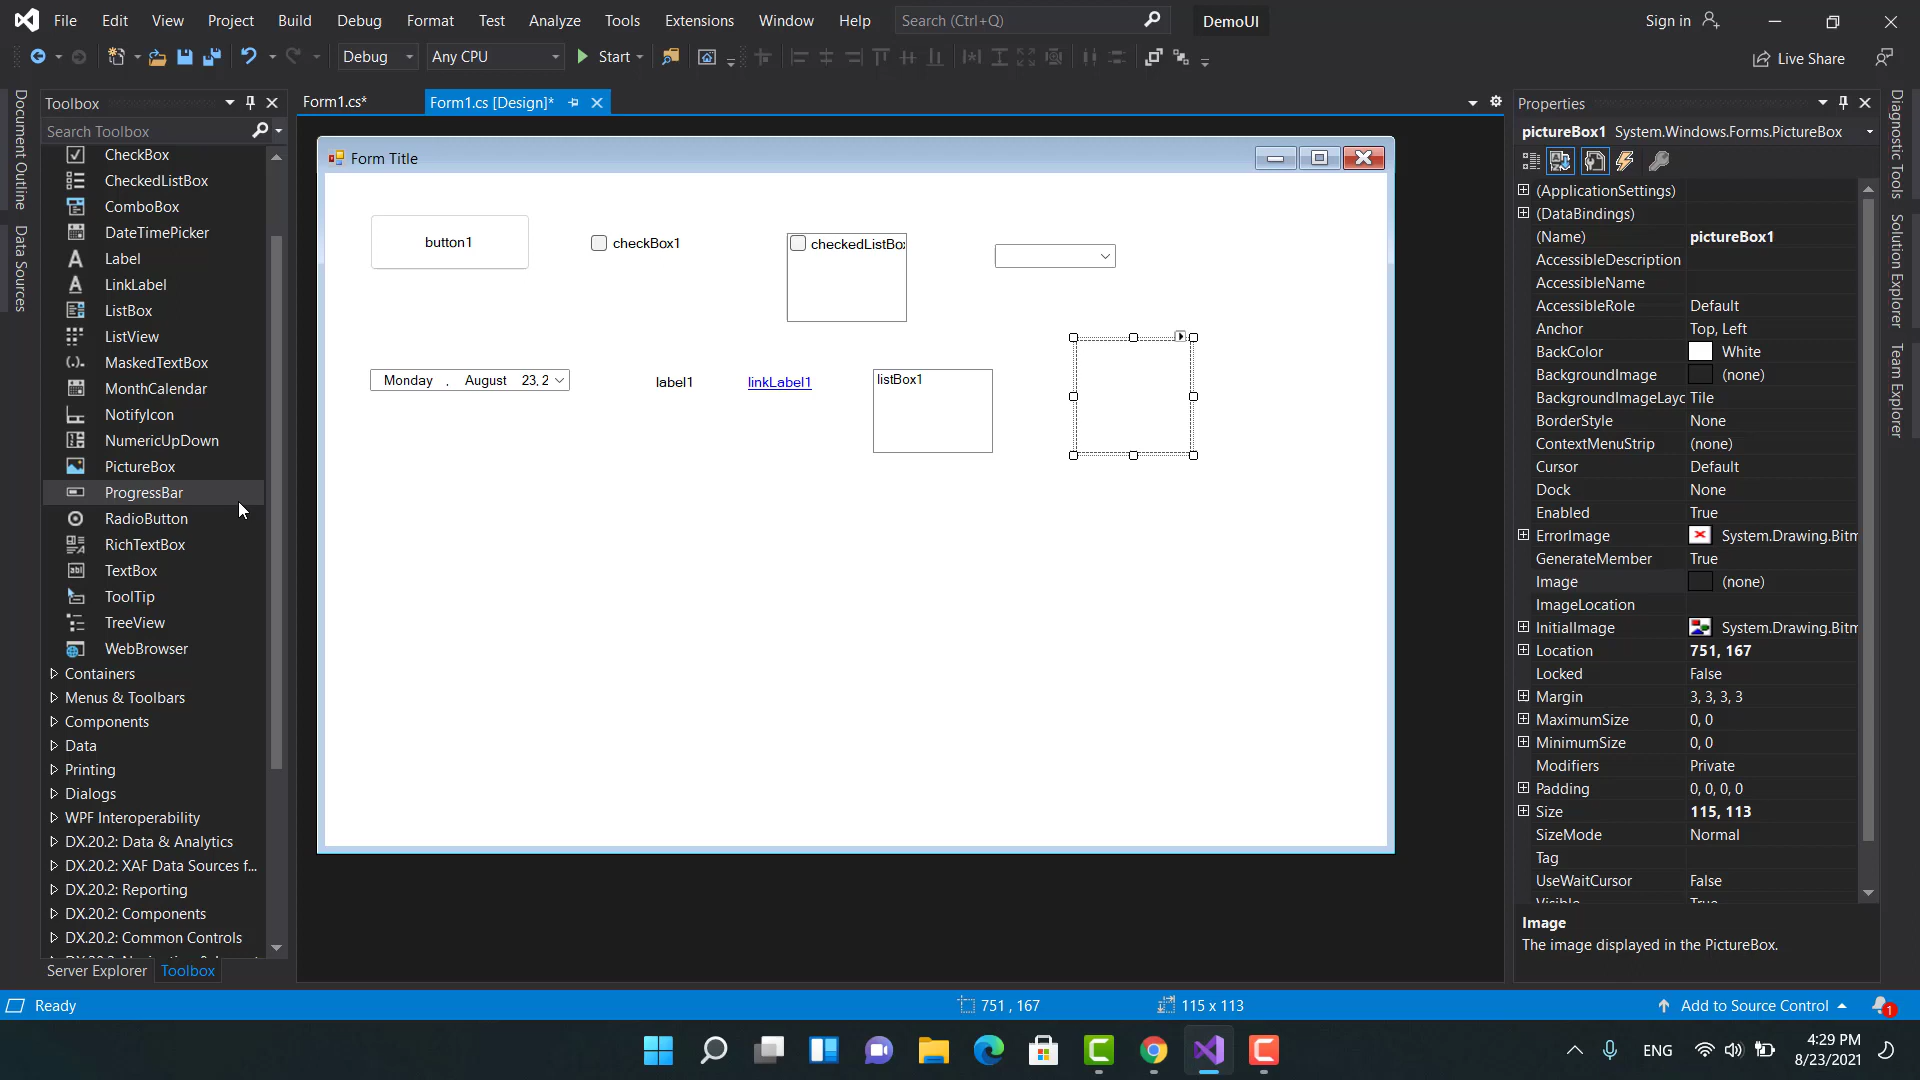 File Edit View Project Build Debug Format Test Analyze Tools Extensions Window Help Search (Ctrl+Q) DemoUI Sign in
Debug Any CPU Start Live Share
Document Outline
Data Sources
Toolbox
Search Toolbox
CheckBox
CheckedListBox
ComboBox
DateTimePicker
Label
LinkLabel
ListBox
ListView
MaskedTextBox
MonthCalendar
NotifyIcon
NumericUpDown
PictureBox
ProgressBar
RadioButton
RichTextBox
TextBox
ToolTip
TreeView
WebBrowser
Containers
Menus & Toolbars
Components
Data
Printing
Dialogs
WPF Interoperability
DX.20.2: Data & Analytics
DX.20.2: XAF Data Sources f...
DX.20.2: Reporting
DX.20.2: Components
DX.20.2: Common Controls
Server Explorer Toolbox
Form1.cs* Form1.cs [Design]*
Form Title
button1 checkBox1 checkedListBox
Monday , August 23, 2 label1 linkLabel1 listBox1
Properties
pictureBox1 System.Windows.Forms.PictureBox
(ApplicationSettings)
(DataBindings)
(Name) pictureBox1
AccessibleDescription
AccessibleName
AccessibleRole Default
Anchor Top, Left
BackColor White
BackgroundImage (none)
BackgroundImageLayc Tile
BorderStyle None
ContextMenuStrip (none)
Cursor Default
Dock None
Enabled True
ErrorImage System.Drawing.Bitm
GenerateMember True
Image (none)
ImageLocation
InitialImage System.Drawing.Bitm
Location 751, 167
Locked False
Margin 3, 3, 3, 3
MaximumSize 0, 0
MinimumSize 0, 0
Modifiers Private
Padding 0, 0, 0, 0
Size 115, 113
SizeMode Normal
Tag
UseWaitCursor False
Visible True
Image
The image displayed in the PictureBox.
Diagnostic Tools
Solution Explorer
Team Explorer
Ready 751 , 167 115 x 113 Add to Source Control 1
ENG 4:29 PM
8/23/2021